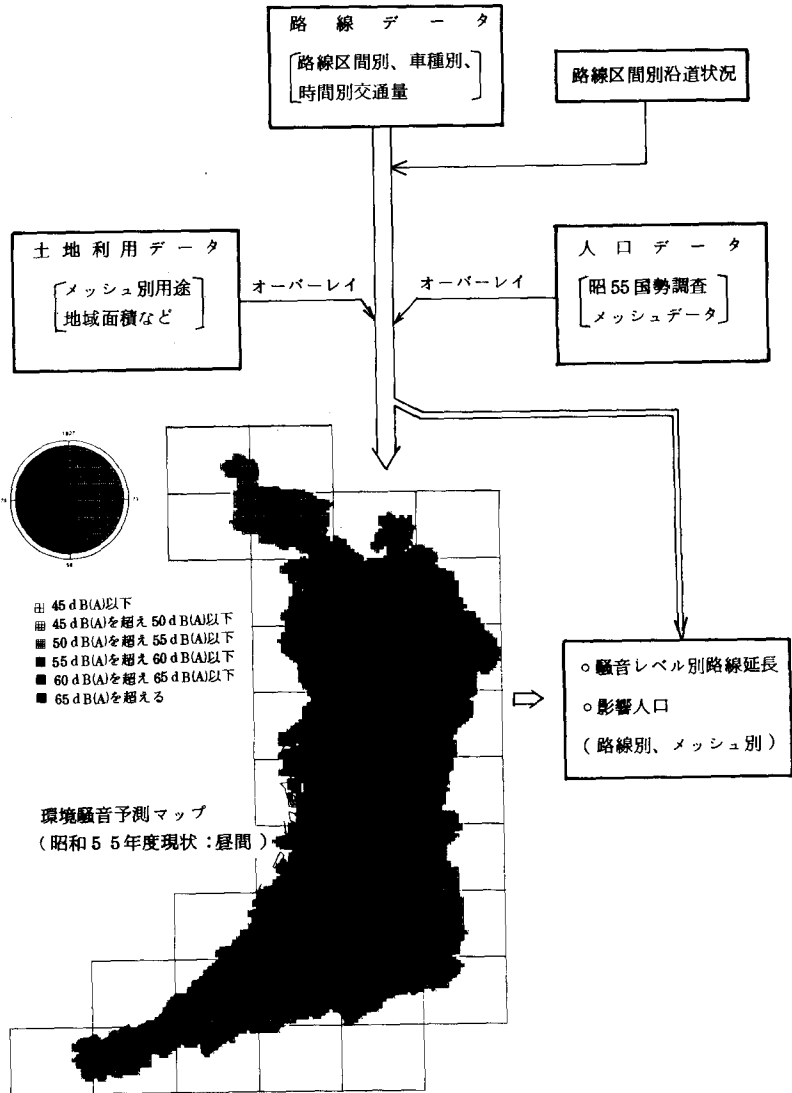 路線データ
路線区間別、車種別、
時間別交通量
路線区間別沿道状況
土地利用データ
メッシュ別用途
地域面積など
オーバーレイ
オーバーレイ
人口データ
昭55国勢調査
メッシュデータ
45dB(A)以下
45dB(A)を超え50dB(A)以下
50dB(A)を超え55dB(A)以下
55dB(A)を超え60dB(A)以下
60dB(A)を超え65dB(A)以下
65dB(A)を超える
○騒音レベル別路線延長
○影響人口
(路線別、メッシュ別)
環境騒音予測マップ
(昭和55年度現状:昼間)